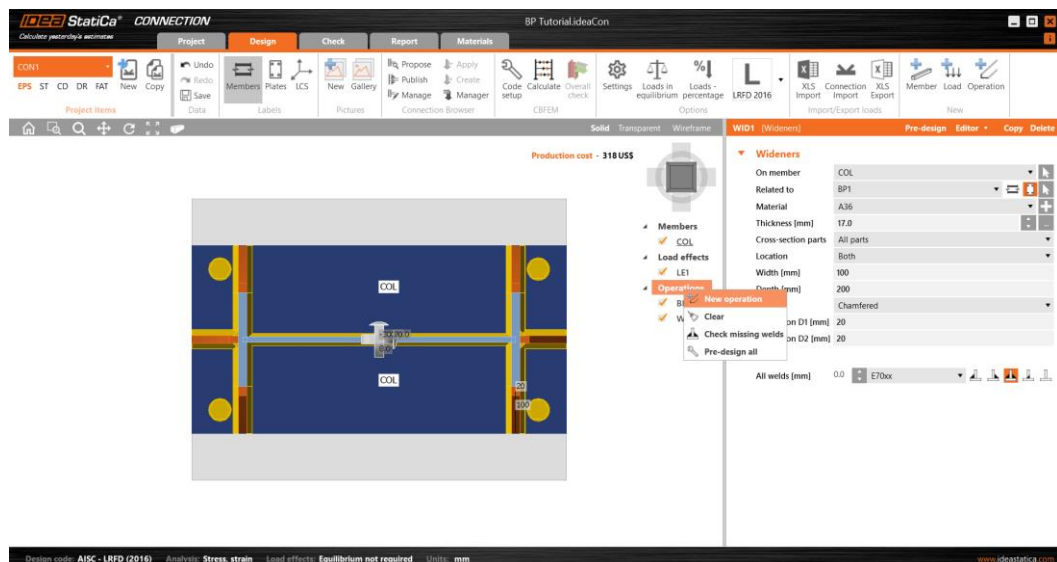 IDEA StatiCa® CONNECTION
BP Tutorial.ideaCon
Calculate yesterday's estimates
Project
Design
Check
Report
Materials
CON1
EPS ST CD DR FAT
New
Copy
Undo
Redo
Save
Members
Plates
LCS
New
Gallery
Propose
Publish
Manage
Apply
Create
Manager
Code setup
Calculate
Overall check
Settings
Loads in equilibrium
Loads - percentage
LRFD 2016
XLS Import
Connection Import
XLS Export
Member
Load
Operation
Project items
Data
Labels
Pictures
Connection Browser
CBFEM
Options
Import/Export loads
New
Solid Transparent Wireframe
WID1 [Wideners]
Pre-design Editor Copy Delete
Production cost - 318 US$
Members
COL
Load effects
LE1
Operations
New operation
Clear
Check missing welds
Pre-design all
COL
COL
20
100
Wideners
On member COL
Related to BP1
Material A36
Thickness [mm] 17.0
Cross-section parts All parts
Location Both
Width [mm] 100
Depth [mm] 200
Chamfered
on D1 [mm] 20
on D2 [mm] 20
All welds [mm] 0.0 E70xx
Design code: AISC - LRFD (2016) Analysis: Stress, strain Load effects: Equilibrium not required Units: mm
www.ideastatica.com